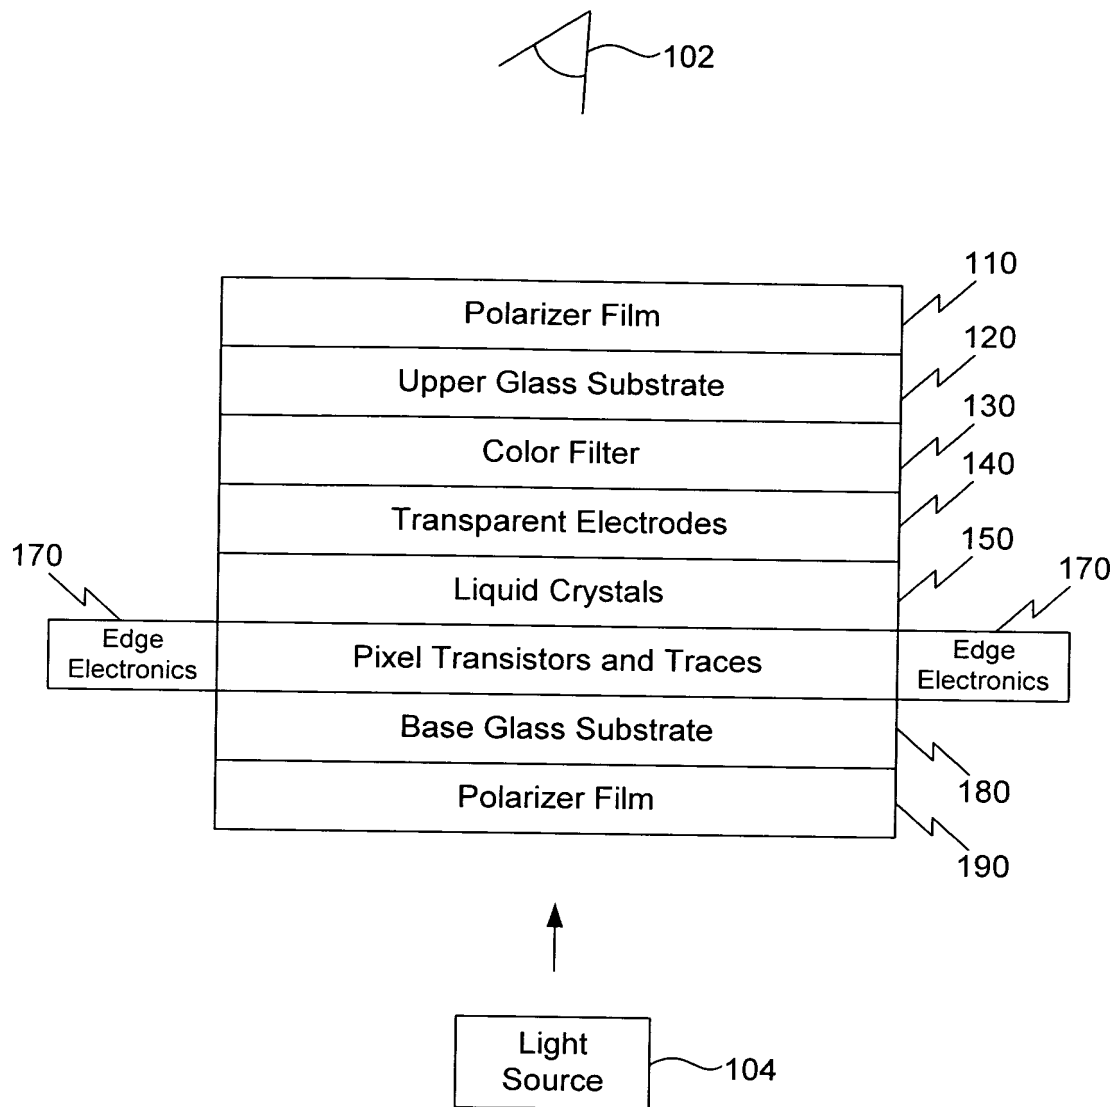 102
110
Polarizer Film
120
Upper Glass Substrate
130
Color Filter
140
Transparent Electrodes
150
170
Liquid Crystals
170
Edge
Electronics
Pixel Transistors and Traces
Edge
Electronics
Base Glass Substrate
180
Polarizer Film
190
Light
Source
104